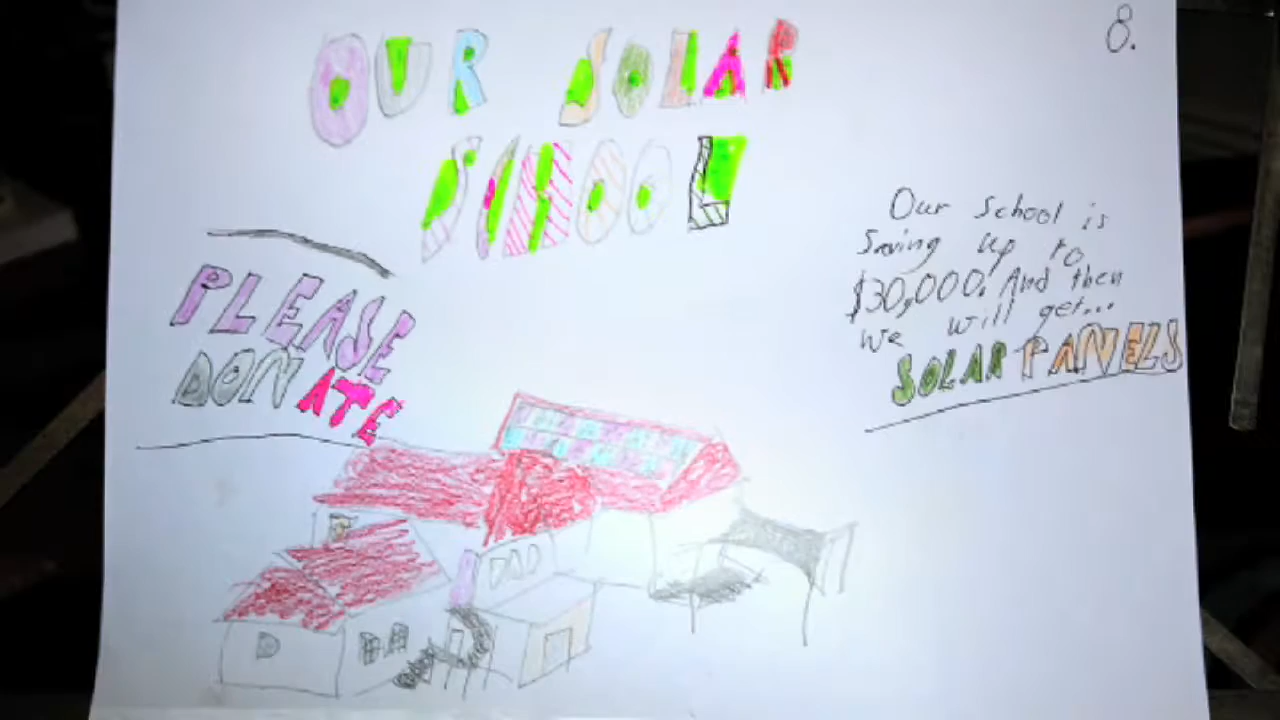 8.
OUR SOLAR
SCHOOL
Our school is
Saving up to
$30,000. And then
we will get...
SOLAR PANELS
PLEASE
DONATE